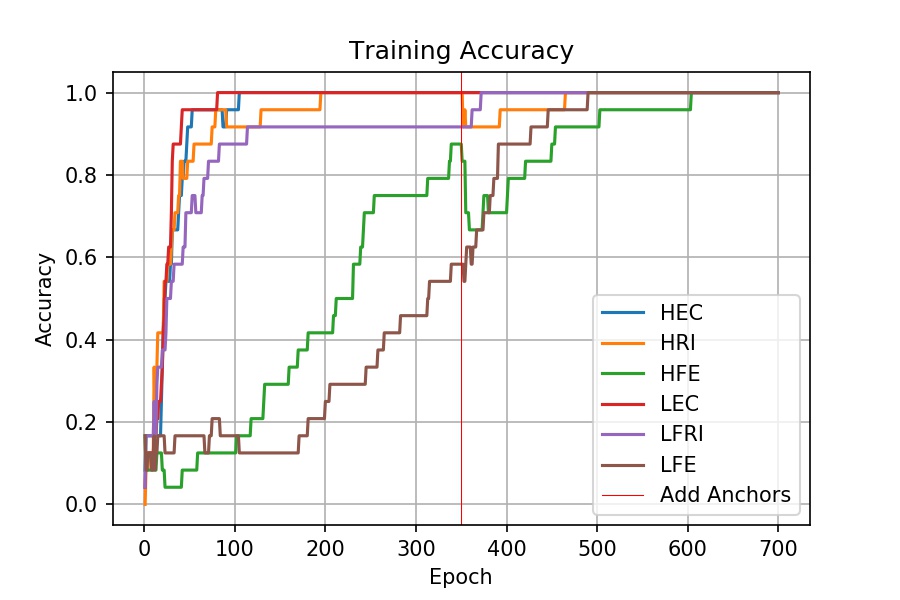 Training Accuracy
1.0
0.8
0.6
0.4
0.2
0.0
Accuracy
0 100 200 300 400 500 600 700
Epoch
HEC
HRI
HFE
LEC
LFRI
LFE
Add Anchors